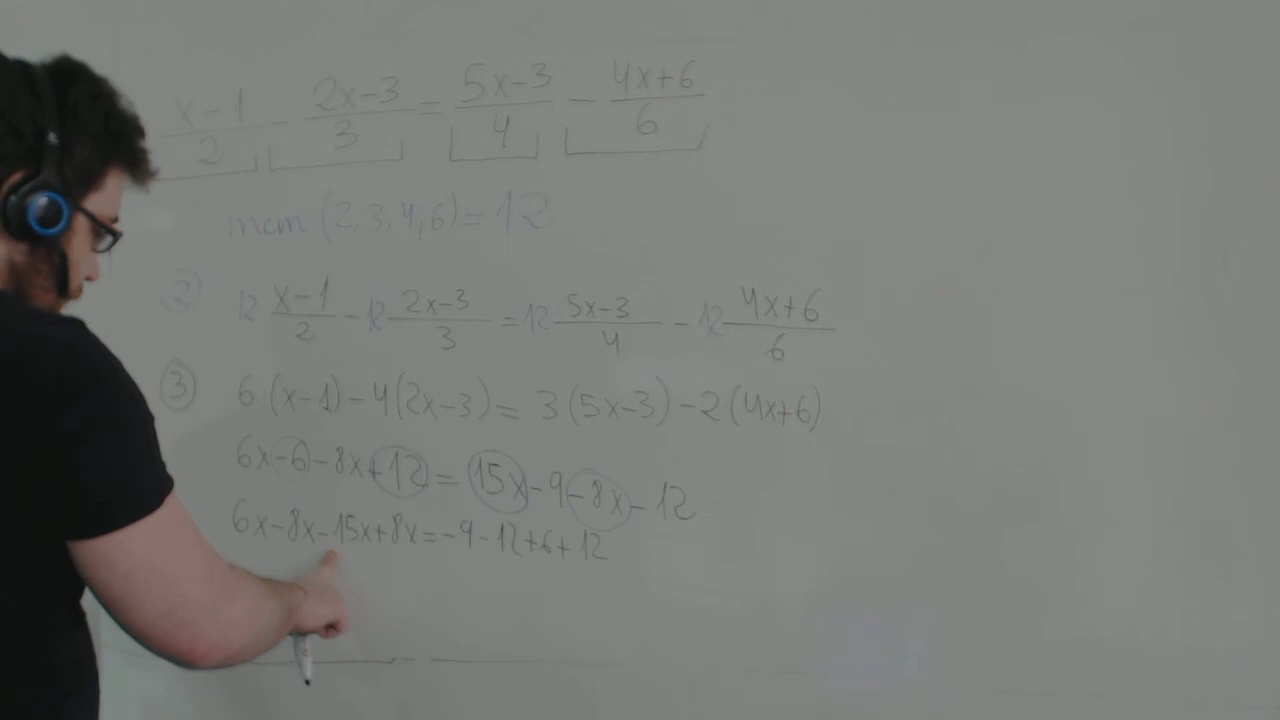 x-1/2 - 2x-3/3 = 5x-3/4 - 4x+6/6
mcm (2,3,4,6)=12
2) 12 x-1/2 - 12 2x-3/3 = 12 5x-3/4 - 12 4x+6/6
3 6(x-1)-4(2x-3)= 3(5x-3)-2(4x+6)
6x-6-8x+12 = 15x-9-8x-12
6x-8x-15x+8x=-9-12+6+12